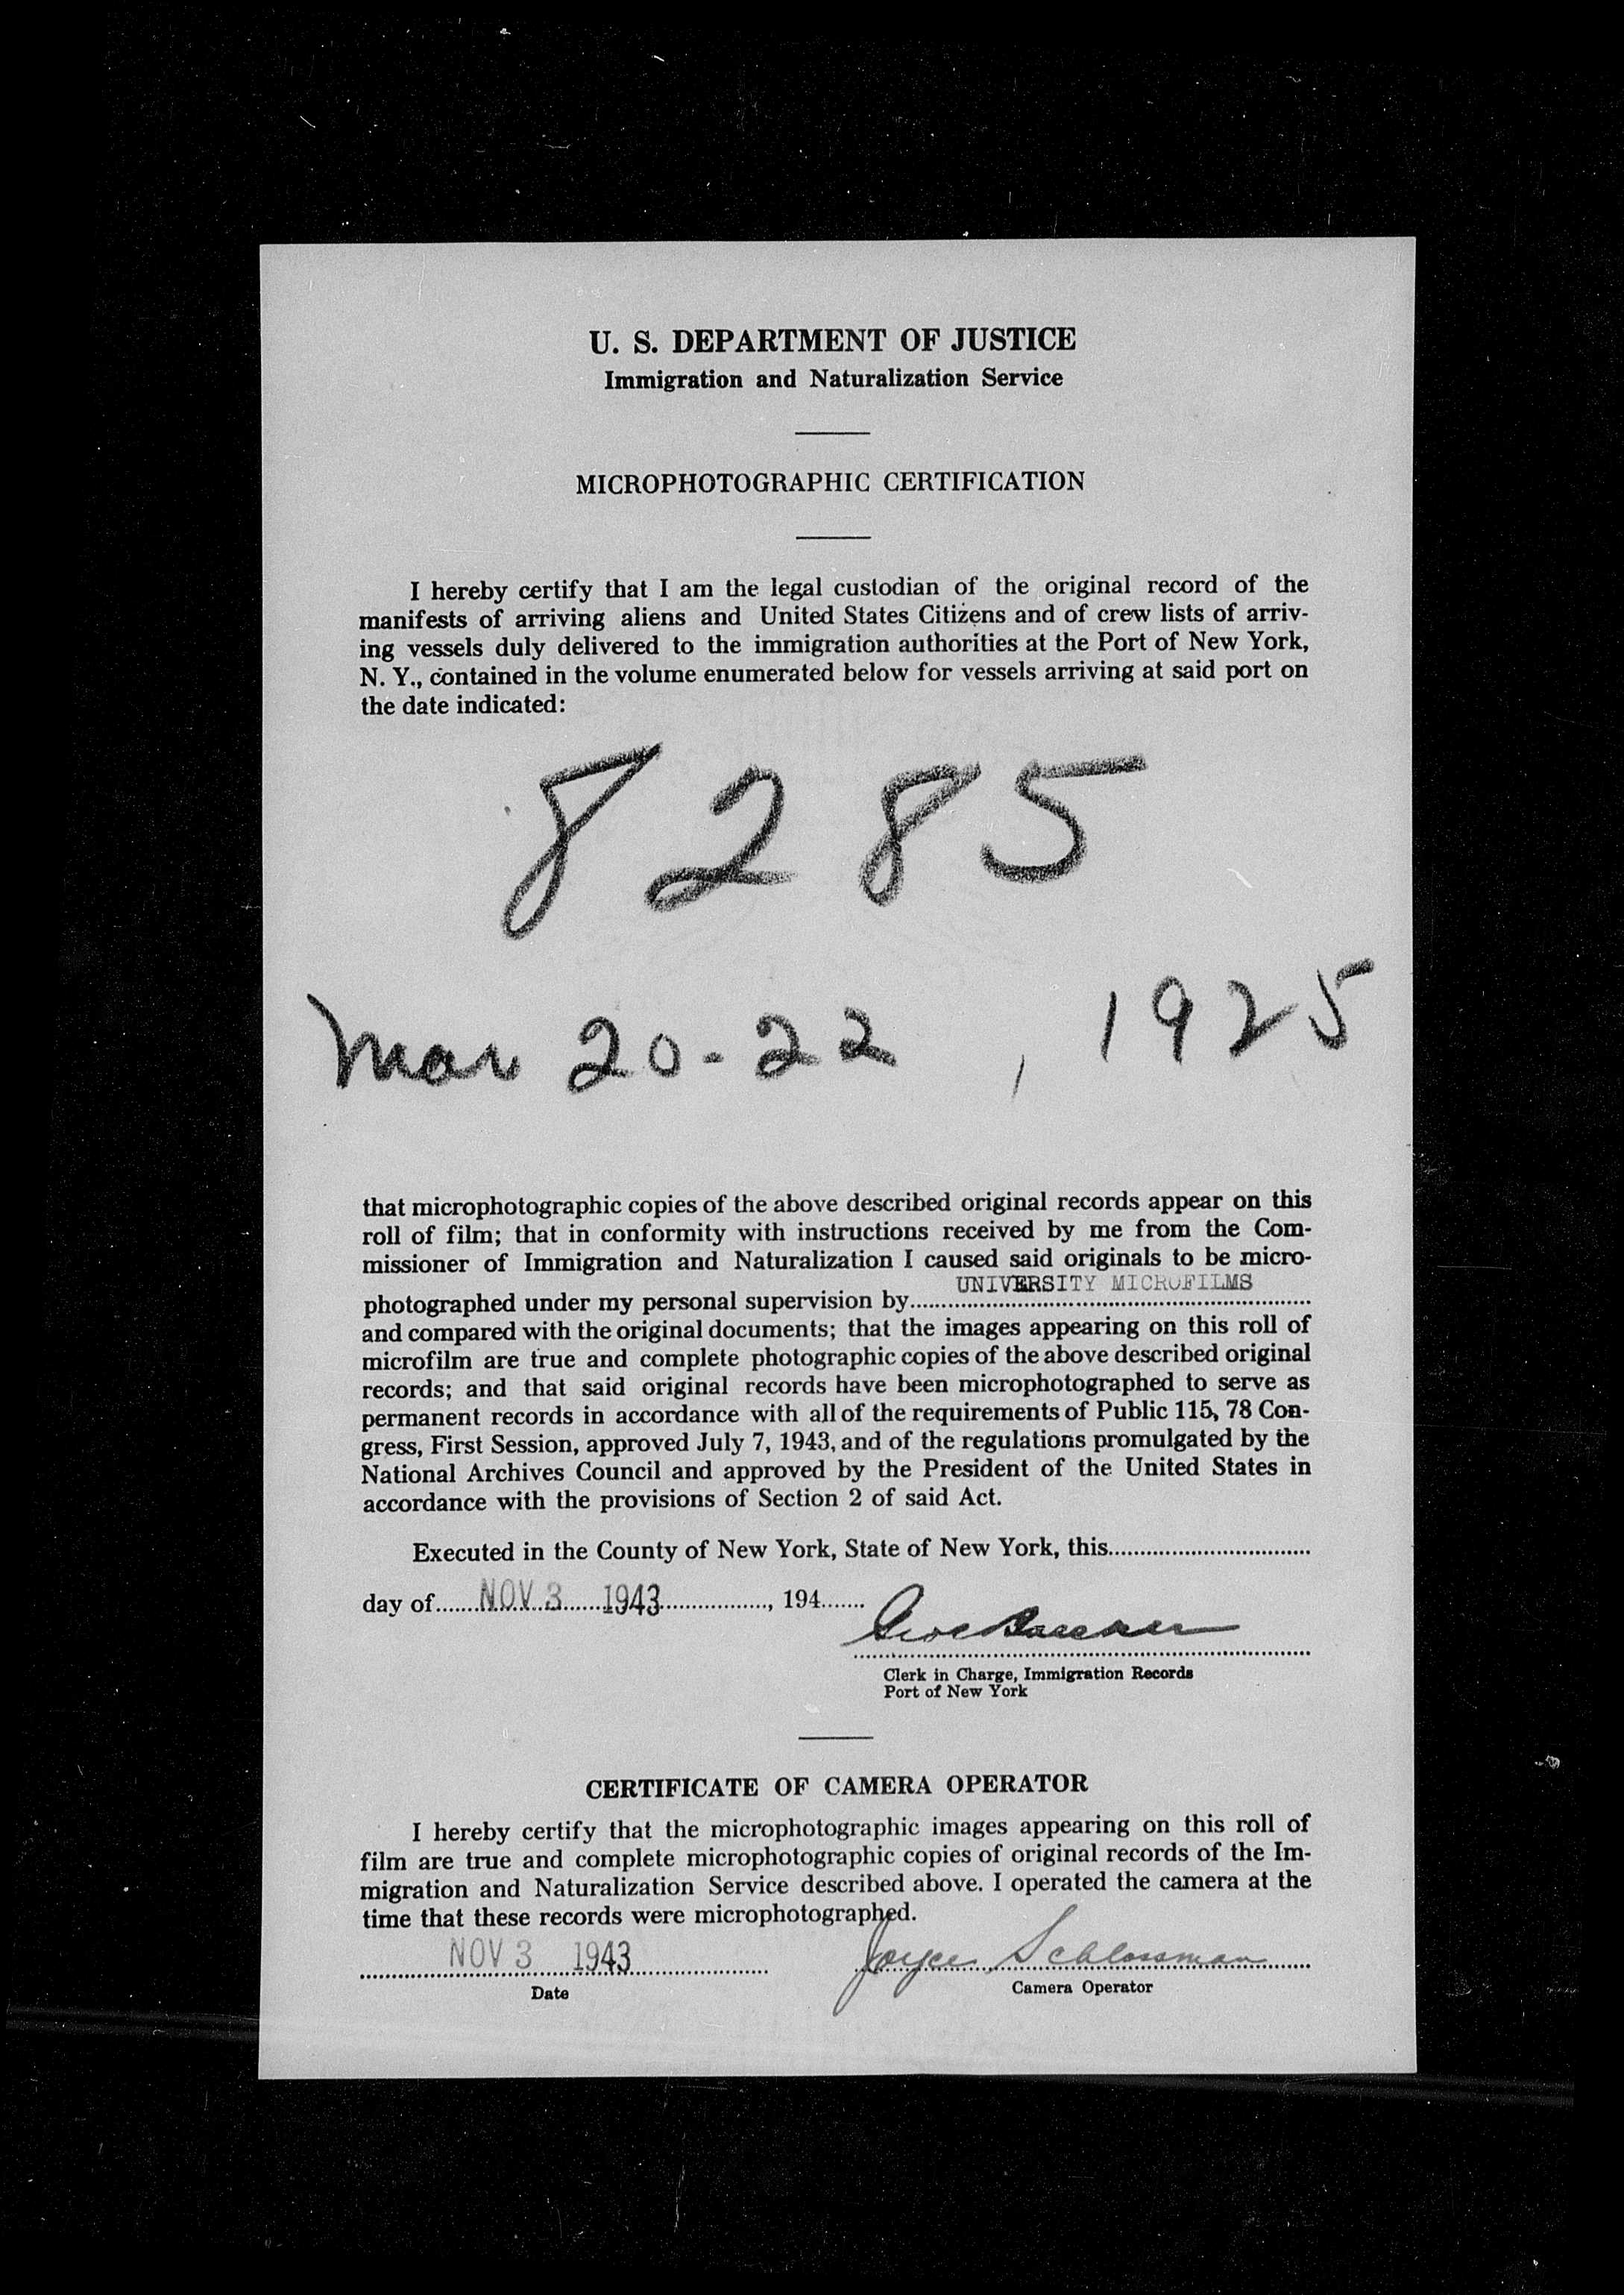 U. S. DEPARTMENT OF JUSTICE
Immigration and Naturalization Service
MICROPHOTOGRAPHIC CERTIFICATION
I hereby certify that I am the legal custodian of the original record of the
manifests of arriving aliens and United States Citizens and of crew lists of arriv-
ing vessels duly delivered to the immigration authorities at the Port of New York,
N. Y., contained in the volume enumerated below for vessels arriving at said port on
the date indicated:
8285
Mar 20-22, 1925
that microphotographic copies of the above described original records appear on this
roll of film; that in conformity with instructions received by me from the Com-
missioner of Immigration and Naturalization I caused said originals to be micro-
UNIVERSITY MICROFILMS
photographed under my personal supervision by
and compared with the original documents; that the images appearing on this roll of
microfilm are true and complete photographic copies of the above described original
records; and that said original records have been microphotographed to serve as
permanent records in accordance with all of the requirements of Public 115, 78 Con-
gress, First Session, approved July 7, 1943, and of the regulations promulgated by the
National Archives Council and approved by the President of the United States in
accordance with the provisions of Section 2 of said Act.
Executed in the County of New York, State of New York, this
day of NOV 3 1943, 194
Clerk in Charge, Immigration Records
Port of New York
CERTIFICATE OF CAMERA OPERATOR
I hereby certify that the microphotographic images appearing on this roll of
film are true and complete microphotographic copies of original records of the Im-
migration and Naturalization Service described above. I operated the camera at the
time that these records were microphotographed.
NOV 3 1943 Joyce Schlossman
Date Camera Operator